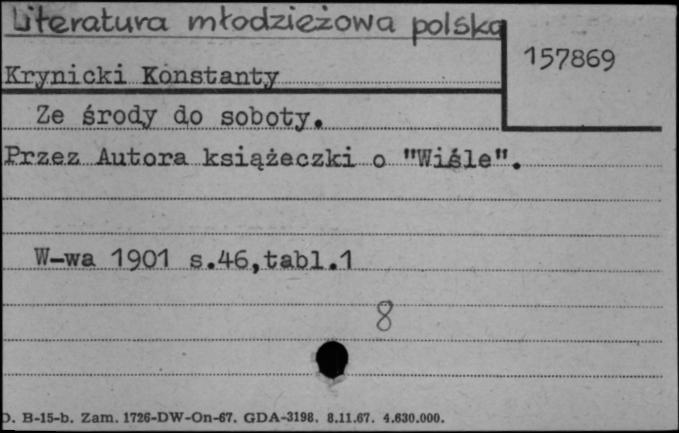 Literatura młodzieżowa polska
157869
Krynicki Konstanty
Ze środy do soboty.
Przez Autora książeczki o "Wiśle".
W-wa 1901 s.46,tabl.1
8
D. B-15-b. Zam. 1726-DW-On-67. GDA-3198. 8.11.67. 4.630.000.